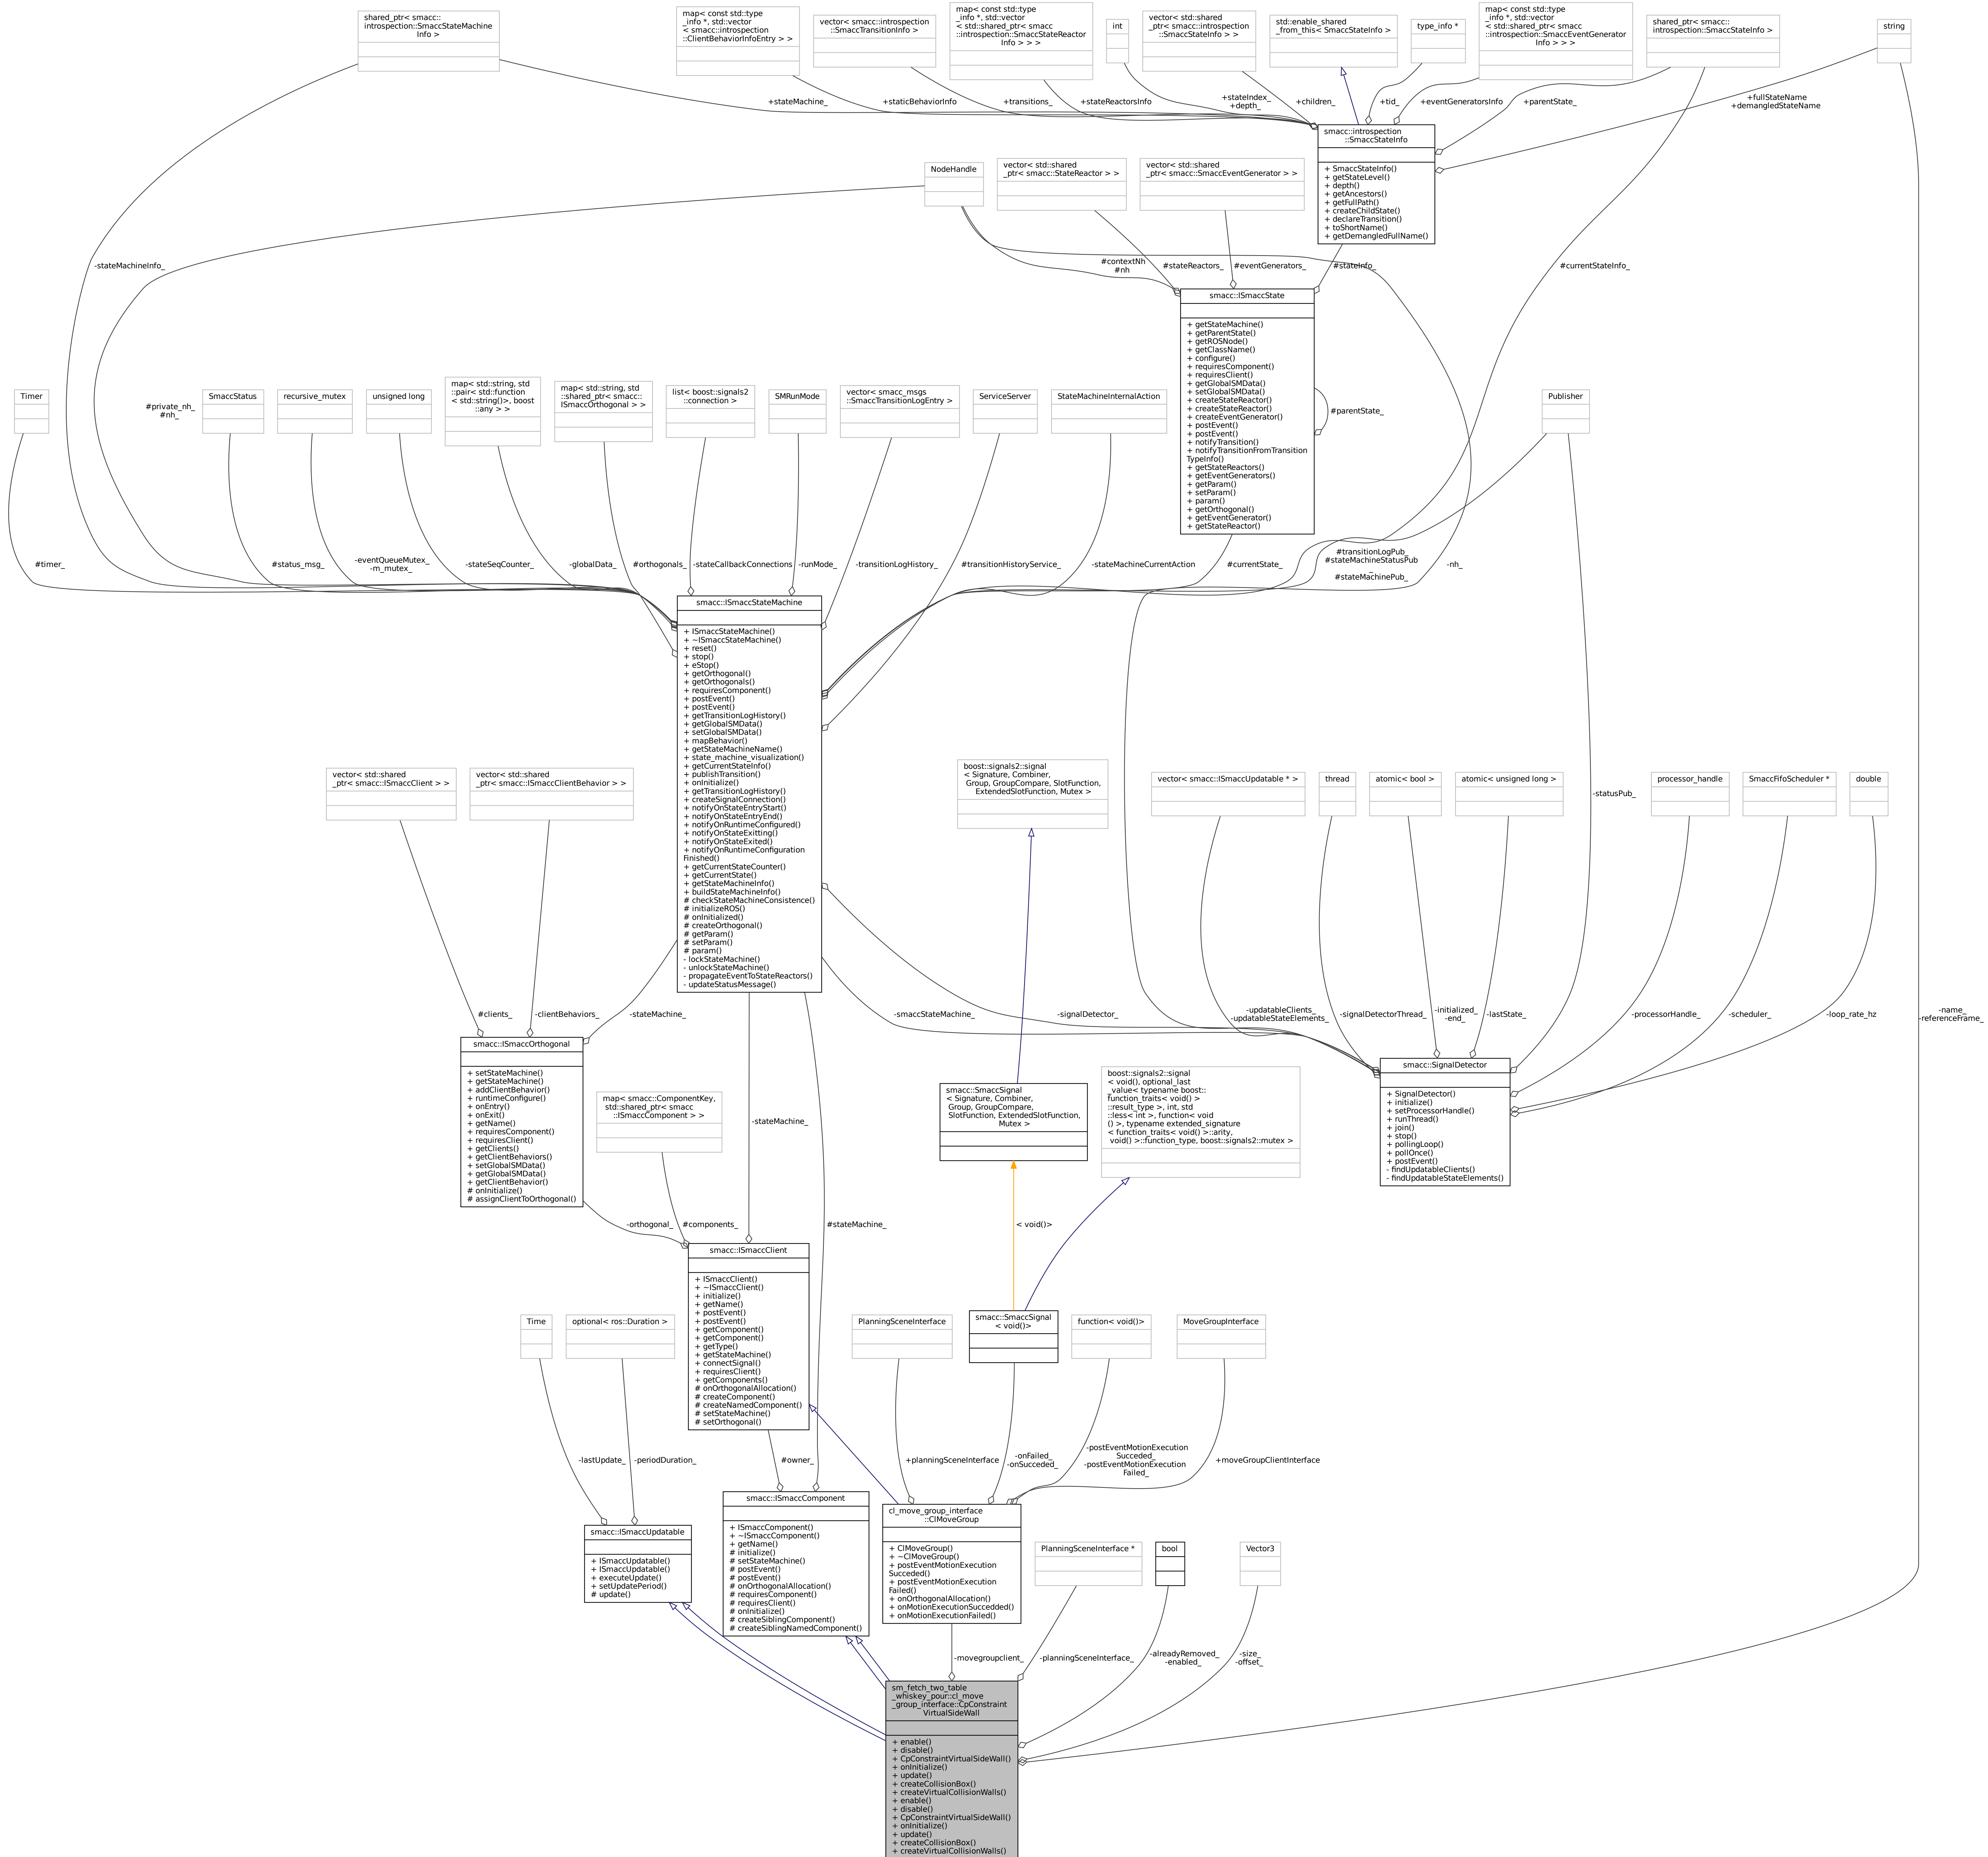 shared_ptr< smacc::
introspection::SmaccStateMachine
Info >
map< const std::type
_info *, std::vector
< smacc::introspection
::ClientBehaviorInfoEntry > >
vector< smacc::introspection
::SmaccTransitionInfo >
map< const std::type
_info *, std::vector
< std::shared_ptr< smacc
::introspection::SmaccStateReactor
Info > > >
int
vector< std::shared
_ptr< smacc::introspection
::SmaccStateInfo > >
std::enable_shared
_from_this< SmaccStateInfo >
type_info *
map< const std::type
_info *, std::vector
< std::shared_ptr< smacc
::introspection::SmaccEventGenerator
Info > > >
shared_ptr< smacc::
introspection::SmaccStateInfo >
string
+stateMachine_
+staticBehaviorInfo
+transitions_
+stateReactorsInfo
+stateIndex_
+depth_
+children_
+tid_
+eventGeneratorsInfo
+parentState_
+fullStateName
+demangledStateName
smacc::introspection
::SmaccStateInfo
+ SmaccStateInfo()
+ getStateLevel()
+ depth()
+ getAncestors()
+ getFullPath()
+ createChildState()
+ declareTransition()
+ toShortName()
+ getDemangledFullName()
NodeHandle
vector< std::shared
_ptr< smacc::StateReactor > >
vector< std::shared
_ptr< smacc::SmaccEventGenerator > >
-stateMachineInfo_
#contextNh
#nh
#stateReactors_
#eventGenerators_
#stateInfo_
#currentStateInfo_
smacc::ISmaccState
+ getStateMachine()
+ getParentState()
+ getROSNode()
+ getClassName()
+ configure()
+ requiresComponent()
+ requiresClient()
+ getGlobalSMData()
+ setGlobalSMData()
+ createStateReactor()
+ createStateReactor()
+ createEventGenerator()
+ postEvent()
+ postEvent()
+ notifyTransition()
+ notifyTransitionFromTransition
TypeInfo()
+ getStateReactors()
+ getEventGenerators()
+ getParam()
+ setParam()
+ param()
+ getOrthogonal()
+ getEventGenerator()
+ getStateReactor()
#parentState_
Timer
#private_nh_
#nh_
SmaccStatus
recursive_mutex
unsigned long
map< std::string, std
::pair< std::function
< std::string()>, boost
::any > >
map< std::string, std
::shared_ptr< smacc::
ISmaccOrthogonal > >
list< boost::signals2
::connection >
SMRunMode
vector< smacc_msgs
::SmaccTransitionLogEntry >
ServiceServer
StateMachineInternalAction
Publisher
#timer_
#status_msg_
-eventQueueMutex_
-m_mutex_
-stateSeqCounter_
-globalData_
#orthogonals_
-stateCallbackConnections
-runMode_
-transitionLogHistory_
#transitionHistoryService_
-stateMachineCurrentAction
#currentState_
#transitionLogPub_
#stateMachineStatusPub
_
#stateMachinePub_
-nh_
smacc::ISmaccStateMachine
+ ISmaccStateMachine()
+ ~ISmaccStateMachine()
+ reset()
+ stop()
+ eStop()
+ getOrthogonal()
+ getOrthogonals()
+ requiresComponent()
+ postEvent()
+ postEvent()
+ getTransitionLogHistory()
+ getGlobalSMData()
+ setGlobalSMData()
+ mapBehavior()
+ getStateMachineName()
+ state_machine_visualization()
+ getCurrentStateInfo()
+ publishTransition()
+ onInitialize()
+ getTransitionLogHistory()
+ createSignalConnection()
+ notifyOnStateEntryStart()
+ notifyOnStateEntryEnd()
+ notifyOnRuntimeConfigured()
+ notifyOnStateExitting()
+ notifyOnStateExited()
+ notifyOnRuntimeConfiguration
Finished()
+ getCurrentStateCounter()
+ getCurrentState()
+ getStateMachineInfo()
+ buildStateMachineInfo()
# checkStateMachineConsistence()
# initializeROS()
# onInitialized()
# createOrthogonal()
# getParam()
# setParam()
# param()
- lockStateMachine()
- unlockStateMachine()
- propagateEventToStateReactors()
- updateStatusMessage()
vector< std::shared
_ptr< smacc::ISmaccClient > >
vector< std::shared
_ptr< smacc::ISmaccClientBehavior > >
boost::signals2::signal
< Signature, Combiner,
Group, GroupCompare, SlotFunction,
ExtendedSlotFunction, Mutex >
vector< smacc::ISmaccUpdatable * >
thread
atomic< bool >
atomic< unsigned long >
-statusPub_
processor_handle
SmaccFifoScheduler *
double
#clients_
-clientBehaviors_
-stateMachine_
-smaccStateMachine_
-signalDetector_
-updatableClients_
-updatableStateElements_
-signalDetectorThread_
-initialized_
-end_
-lastState_
-processorHandle_
-scheduler_
-loop_rate_hz
-name_
-referenceFrame_
smacc::ISmaccOrthogonal
+ setStateMachine()
+ getStateMachine()
+ addClientBehavior()
+ runtimeConfigure()
+ onEntry()
+ onExit()
+ getName()
+ requiresComponent()
+ requiresClient()
+ getClients()
+ getClientBehaviors()
+ setGlobalSMData()
+ getGlobalSMData()
+ getClientBehavior()
# onInitialize()
# assignClientToOrthogonal()
map< smacc::ComponentKey,
std::shared_ptr< smacc
::ISmaccComponent > >
-stateMachine_
smacc::SmaccSignal
< Signature, Combiner,
Group, GroupCompare,
SlotFunction, ExtendedSlotFunction,
Mutex >
boost::signals2::signal
< void(), optional_last
_value< typename boost::
function_traits< void() >
::result_type >, int, std
::less< int >, function< void
() >, typename extended_signature
< function_traits< void() >::arity,
void() >::function_type, boost::signals2::mutex >
smacc::SignalDetector
+ SignalDetector()
+ initialize()
+ setProcessorHandle()
+ runThread()
+ join()
+ stop()
+ pollingLoop()
+ pollOnce()
+ postEvent()
- findUpdatableClients()
- findUpdatableStateElements()
-orthogonal_
#components_
#stateMachine_
< void()>
smacc::ISmaccClient
+ ISmaccClient()
+ ~ISmaccClient()
+ initialize()
+ getName()
+ postEvent()
+ postEvent()
+ getComponent()
+ getComponent()
+ getType()
+ getStateMachine()
+ connectSignal()
+ requiresClient()
+ getComponents()
# onOrthogonalAllocation()
# createComponent()
# createNamedComponent()
# setStateMachine()
# setOrthogonal()
Time
optional< ros::Duration >
PlanningSceneInterface
smacc::SmaccSignal
< void()>
function< void()>
MoveGroupInterface
-lastUpdate_
-periodDuration_
#owner_
+planningSceneInterface
-onFailed_
-onSucceded_
-postEventMotionExecution
Succeded_
-postEventMotionExecution
Failed_
+moveGroupClientInterface
smacc::ISmaccUpdatable
+ ISmaccUpdatable()
+ ISmaccUpdatable()
+ executeUpdate()
+ setUpdatePeriod()
# update()
smacc::ISmaccComponent
+ ISmaccComponent()
+ ~ISmaccComponent()
+ getName()
# initialize()
# setStateMachine()
# postEvent()
# postEvent()
# onOrthogonalAllocation()
# requiresComponent()
# requiresClient()
# onInitialize()
# createSiblingComponent()
# createSiblingNamedComponent()
cl_move_group_interface
::ClMoveGroup
+ ClMoveGroup()
+ ~ClMoveGroup()
+ postEventMotionExecution
Succeded()
+ postEventMotionExecution
Failed()
+ onOrthogonalAllocation()
+ onMotionExecutionSuccedded()
+ onMotionExecutionFailed()
PlanningSceneInterface *
bool
Vector3
-movegroupclient_
-planningSceneInterface_
-alreadyRemoved_
-enabled_
-size_
-offset_
sm_fetch_two_table
_whiskey_pour::cl_move
_group_interface::CpConstraint
VirtualSideWall
+ enable()
+ disable()
+ CpConstraintVirtualSideWall()
+ onInitialize()
+ update()
+ createCollisionBox()
+ createVirtualCollisionWalls()
+ enable()
+ disable()
+ CpConstraintVirtualSideWall()
+ onInitialize()
+ update()
+ createCollisionBox()
+ createVirtualCollisionWalls()